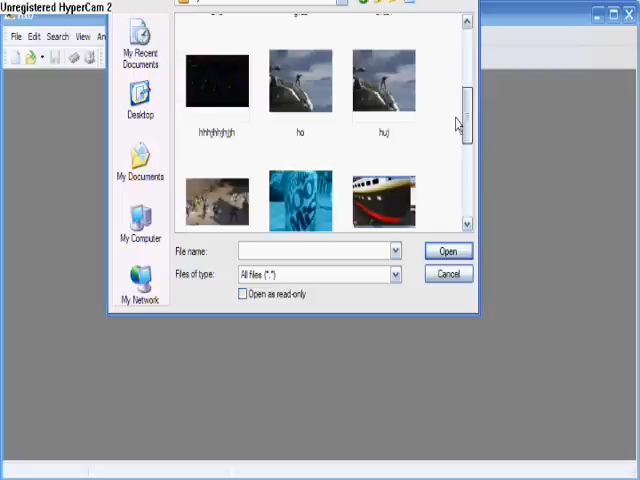 Unregistered HyperCam 2
File Edit Search View
My Recent
Documents
Desktop
My Documents
My Computer
My Network
hhhjhhjhjjh
ho
huj
File name:
Open
Files of type:
All files (*.*)
Cancel
Open as read-only